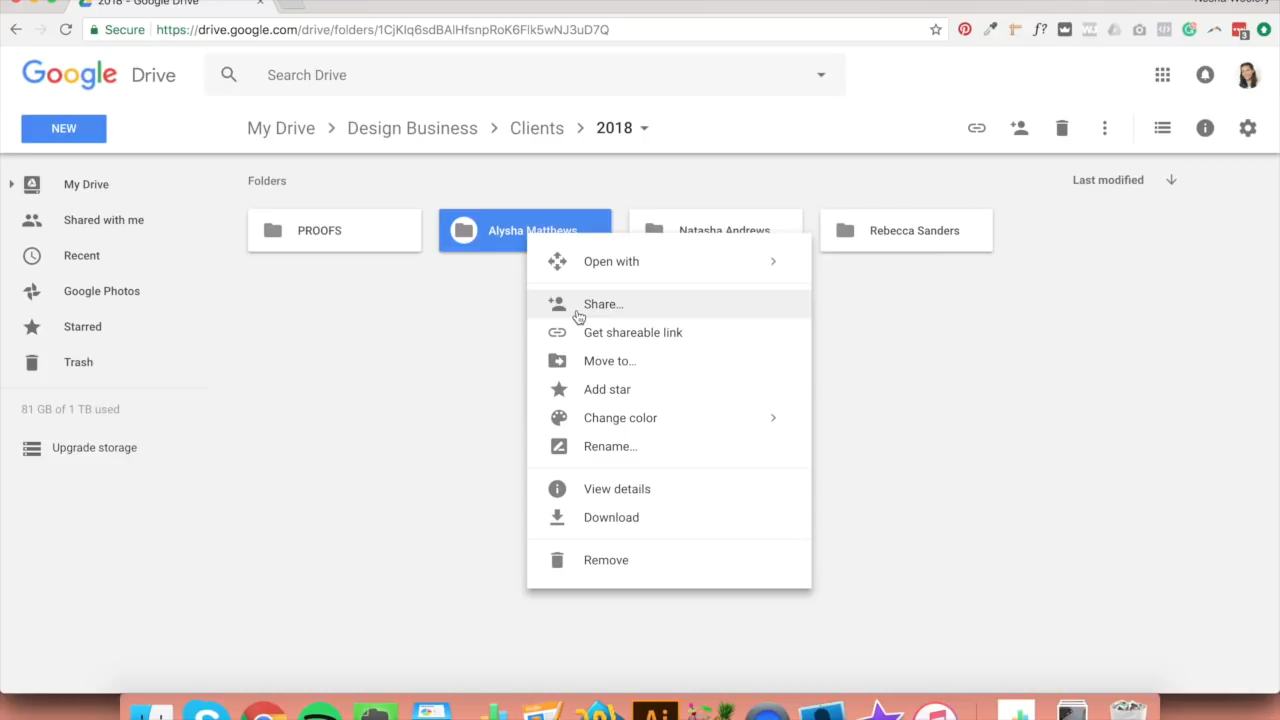 2018 - Google Drive
Secure
https://drive.google.com/drive/folders/1CjKIq6sdBAIHfsnpRoK6Flk5wNJ3uD7Q
Google Drive
Search Drive
NEW
My Drive > Design Business > Clients > 2018
My Drive
Shared with me
Recent
Google Photos
Starred
Trash
81 GB of 1 TB used
Upgrade storage
Folders
Last modified
PROOFS
Alysha Matthews
Natasha Andrews
Rebecca Sanders
Open with
Share...
Get shareable link
Move to...
Add star
Change color
Rename...
View details
Download
Remove
f?
3
Ai